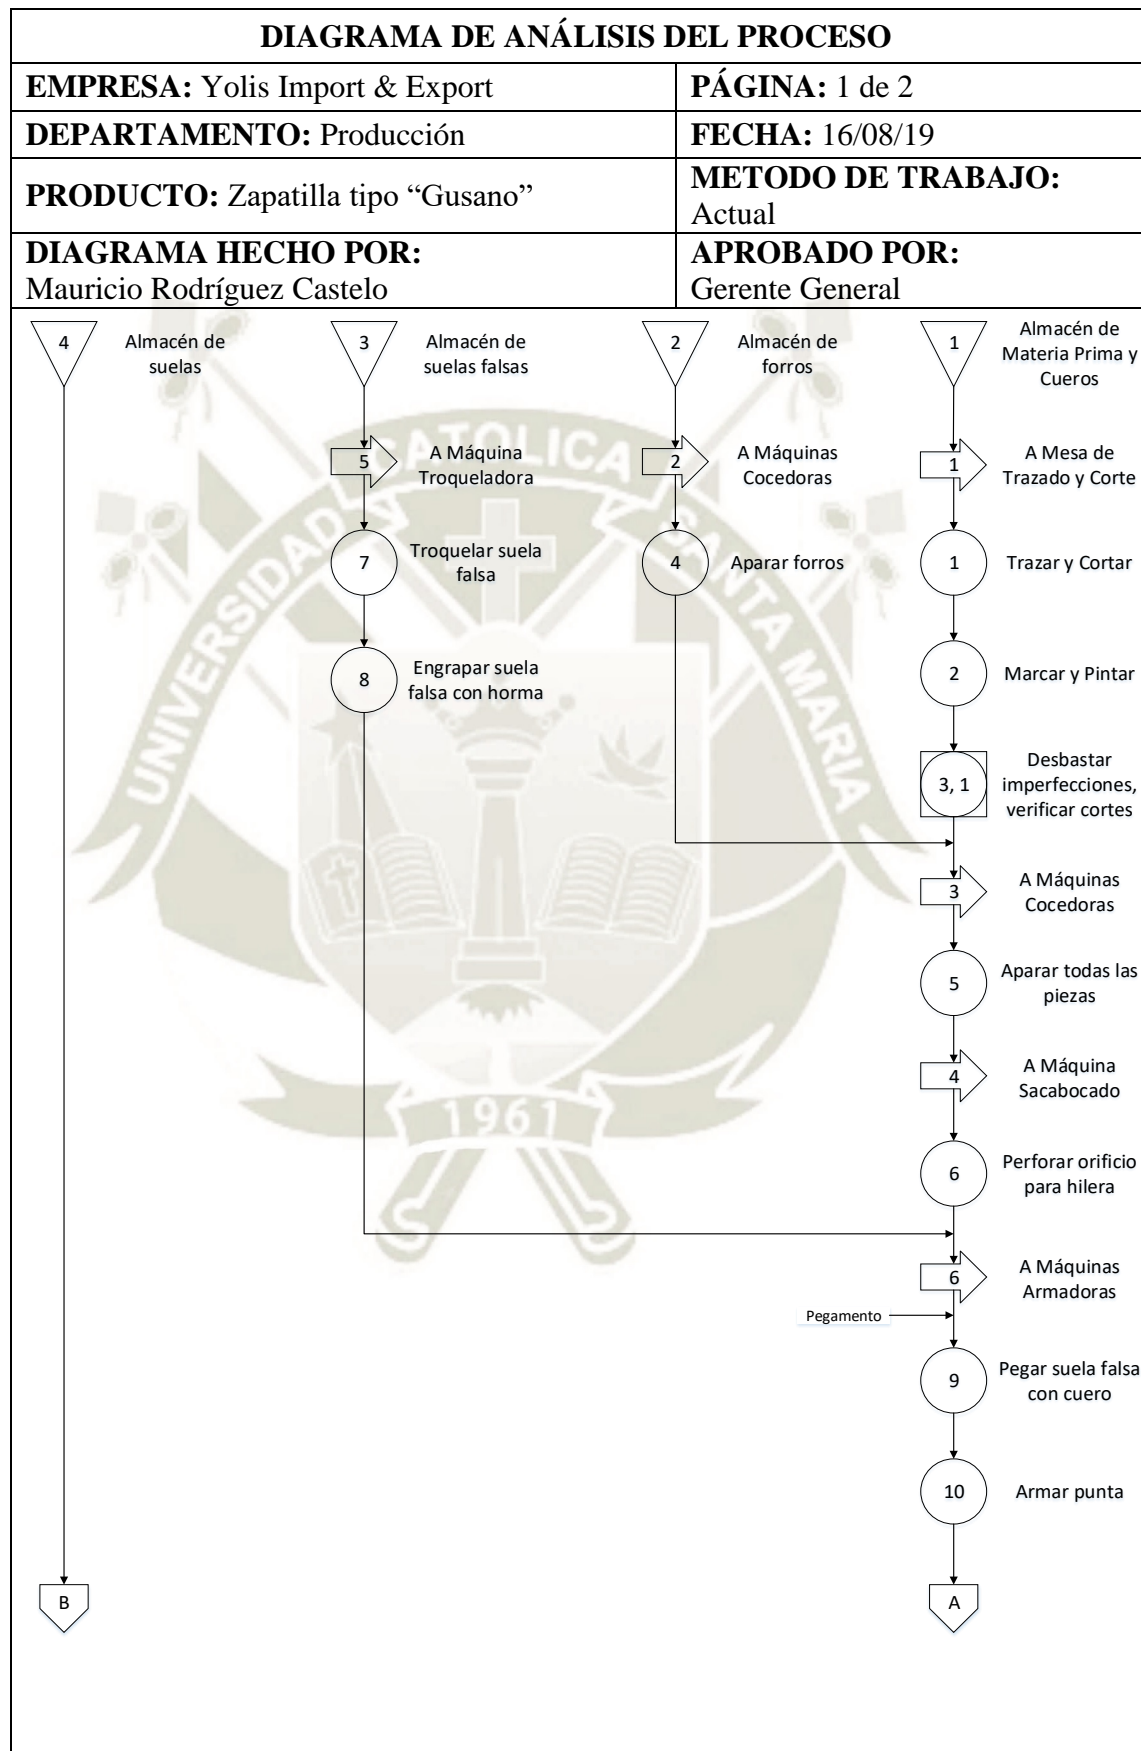 DIAGRAMA DE ANÁLISIS DEL PROCESO
EMPRESA: Yolis Import & Export
PÁGINA: 1 de 2
DEPARTAMENTO: Producción
FECHA: 16/08/19
PRODUCTO: Zapatilla tipo “Gusano”
METODO DE TRABAJO:
Actual
DIAGRAMA HECHO POR:
Mauricio Rodríguez Castelo
APROBADO POR:
Gerente General
4
Almacén de
suelas
3
Almacén de
suelas falsas
2
Almacén de
forros
1
Almacén de
Materia Prima y
Cueros
5
A Máquina
Troqueladora
2
A Máquinas
Cocedoras
1
A Mesa de
Trazado y Corte
7
Troquelar suela
falsa
4
Aparar forros
1
Trazar y Cortar
8
Engrapar suela
falsa con horma
2
Marcar y Pintar
3, 1
Desbastar
imperfecciones,
verificar cortes
3
A Máquinas
Cocedoras
5
Aparar todas las
piezas
4
A Máquina
Sacabocado
6
Perforar orificio
para hilera
6
A Máquinas
Armadoras
Pegamento
9
Pegar suela falsa
con cuero
10
Armar punta
B
A
UNIVERSIDAD CATOLICA SANTA MARIA
1961